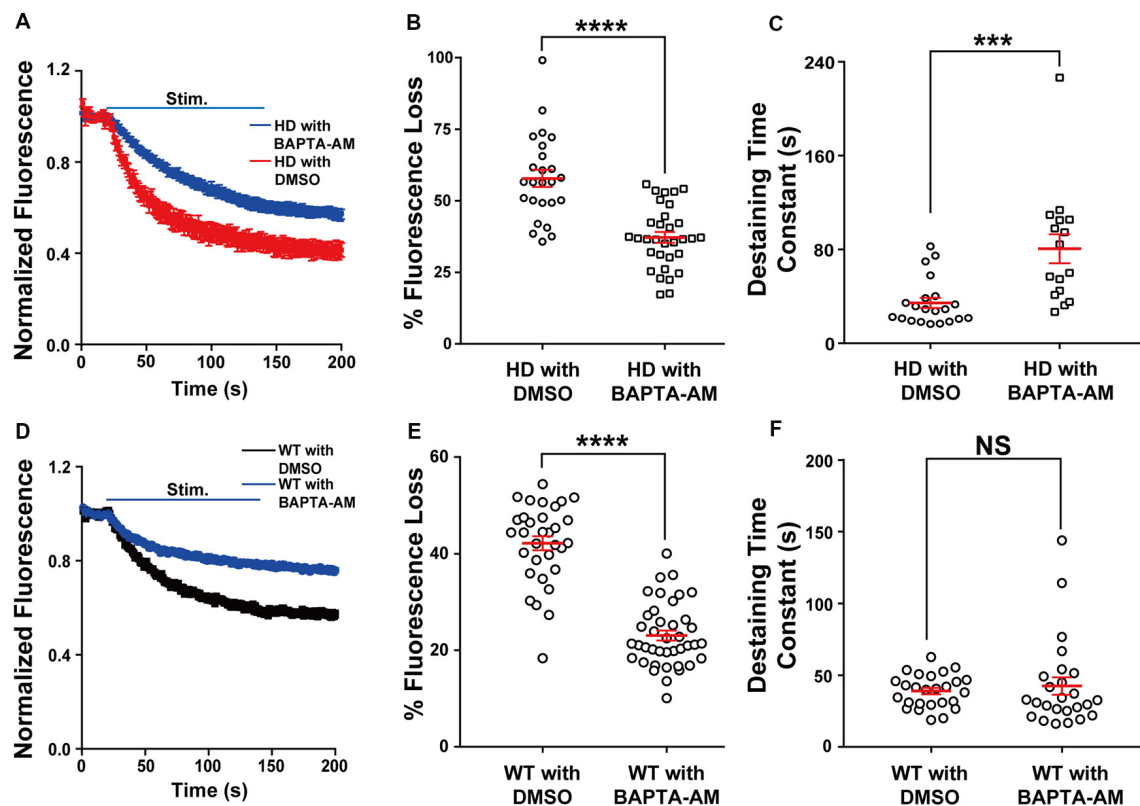 A
Normalized Fluorescence
1.2
0.8
0.4
0.0
0
50
100
150
200
Time (s)
Stim.
HD with
BAPTA-AM
HD with
DMSO
B
% Fluorescence Loss
100
75
50
25
0
****
HD with
DMSO
HD with
BAPTA-AM
C
Destaining Time
Constant (s)
240
160
80
0
***
HD with
DMSO
HD with
BAPTA-AM
D
Normalized Fluorescence
1.2
0.8
0.4
0.0
0
50
100
150
200
Time (s)
Stim.
WT with
DMSO
WT with
BAPTA-AM
E
% Fluorescence Loss
60
40
20
0
****
WT with
DMSO
WT with
BAPTA-AM
F
Destaining Time
Constant (s)
200
150
100
50
0
NS
WT with
DMSO
WT with
BAPTA-AM